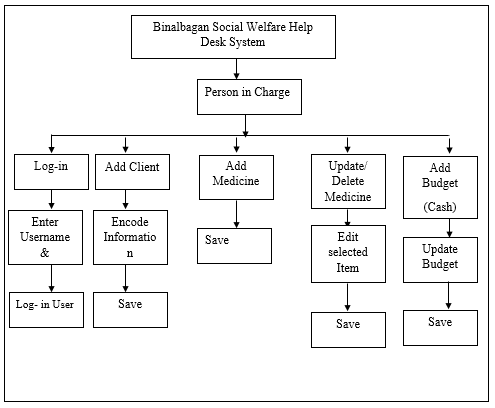 Binalbagan Social Welfare Help
Desk System
Person in Charge
Log-in
Add Client
Add
Medicine
Update/
Delete
Medicine
Add
Budget
(Cash)
Enter
Username
&
Encode
Informatio
n
Save
Edit
selected
Item
Update
Budget
Log- in User
Save
Save
Save